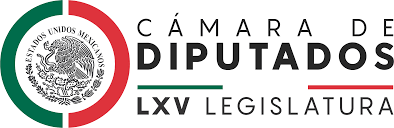 ESTADOS UNIDOS MEXICANOS
CÁMARA DE
DIPUTADOS
LXV LEGISLATURA